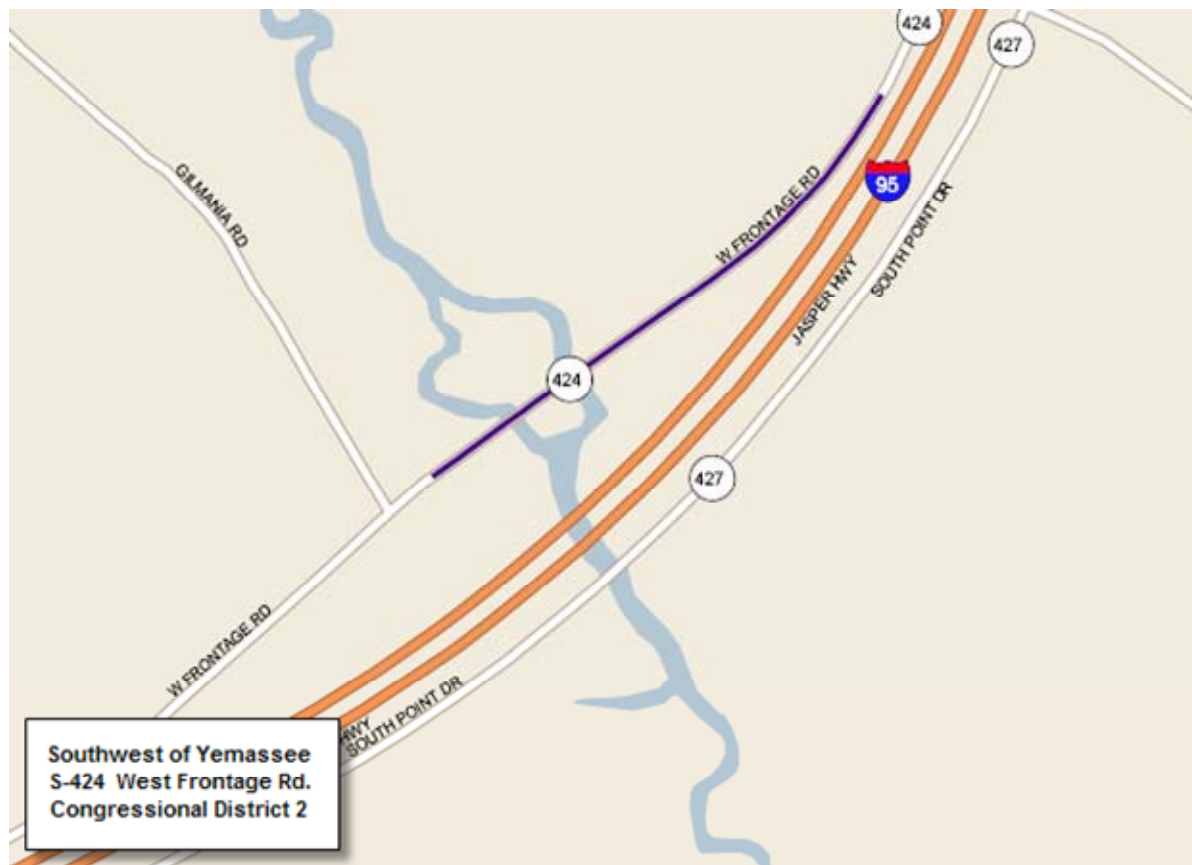 424
427
GILMANIA RD
W FRONTAGE RD
95
SOUTH POINT DR
JASPER HWY
424
427
W FRONTAGE RD
HWY
SOUTH POINT DR
Southwest of Yemassee
S-424 West Frontage Rd.
Congressional District 2